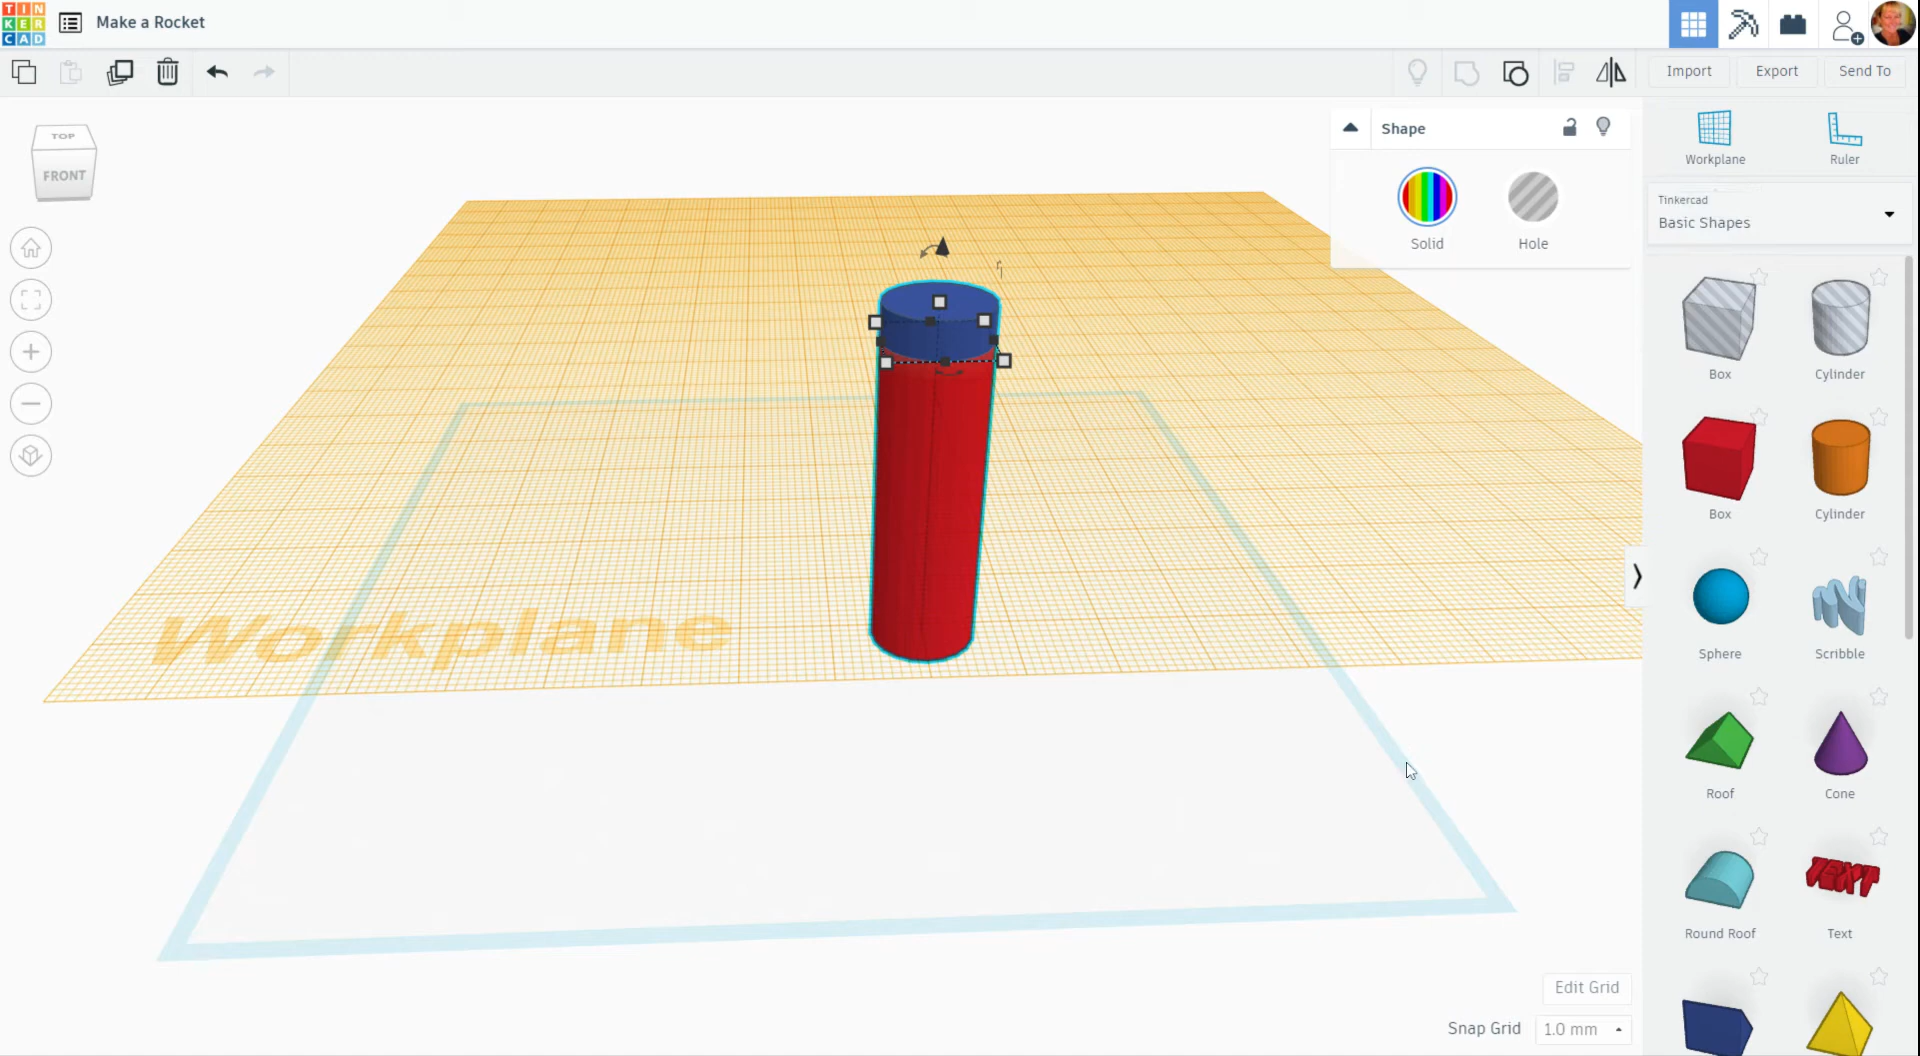 TIN
KER
CAD
Make a Rocket
Import
Export
Send To
TOP
FRONT
Shape
Solid
Hole
Workplane
Ruler
Tinkercad
Basic Shapes
Box
Cylinder
Box
Cylinder
Sphere
Scribble
Roof
Cone
TEXT
Round Roof
Text
Workplane
Edit Grid
Snap Grid
1.0 mm